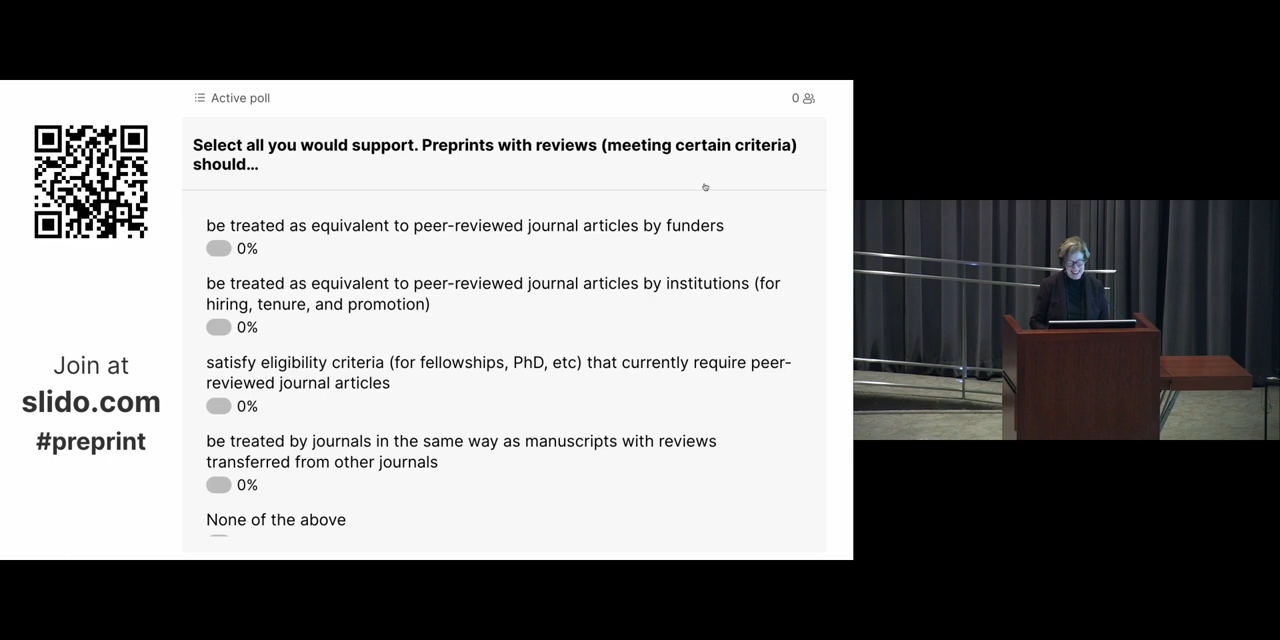 Active poll
0
Select all you would support. Preprints with reviews (meeting certain criteria)
should...
be treated as equivalent to peer-reviewed journal articles by funders
0%
be treated as equivalent to peer-reviewed journal articles by institutions (for
hiring, tenure, and promotion)
0%
satisfy eligibility criteria (for fellowships, PhD, etc) that currently require peer-
reviewed journal articles
0%
be treated by journals in the same way as manuscripts with reviews
transferred from other journals
0%
None of the above
Join at
slido.com
#preprint